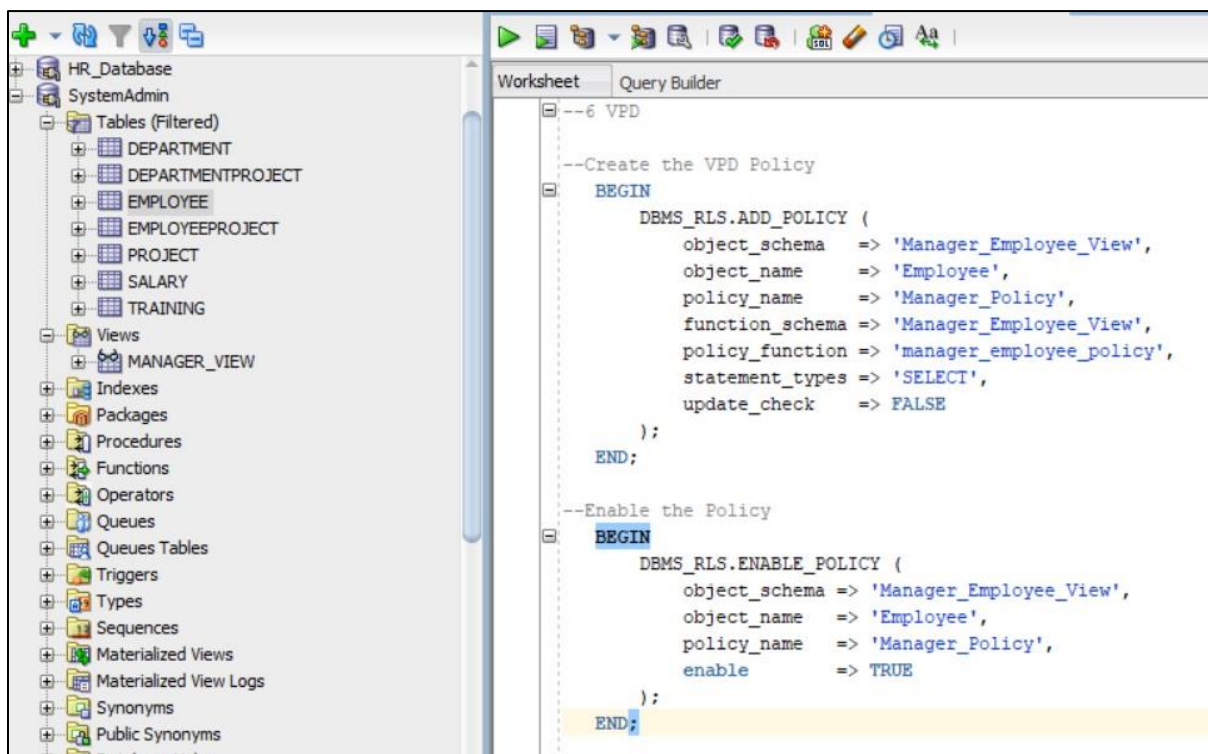 HR_Database
SystemAdmin
Tables (Filtered)
DEPARTMENT
DEPARTMENTPROJECT
EMPLOYEE
EMPLOYEEPROJECT
PROJECT
SALARY
TRAINING
Views
MANAGER_VIEW
Indexes
Packages
Procedures
Functions
Operators
Queues
Queues Tables
Triggers
Types
Sequences
Materialized Views
Materialized View Logs
Synonyms
Public Synonyms
Worksheet Query Builder
--6 VPD
--Create the VPD Policy
BEGIN
DBMS_RLS.ADD_POLICY (
object_schema => 'Manager_Employee_View',
object_name => 'Employee',
policy_name => 'Manager_Policy',
function_schema => 'Manager_Employee_View',
policy_function => 'manager_employee_policy',
statement_types => 'SELECT',
update_check => FALSE
);
END;
--Enable the Policy
BEGIN
DBMS_RLS.ENABLE_POLICY (
object_schema => 'Manager_Employee_View',
object_name => 'Employee',
policy_name => 'Manager_Policy',
enable => TRUE
);
END;